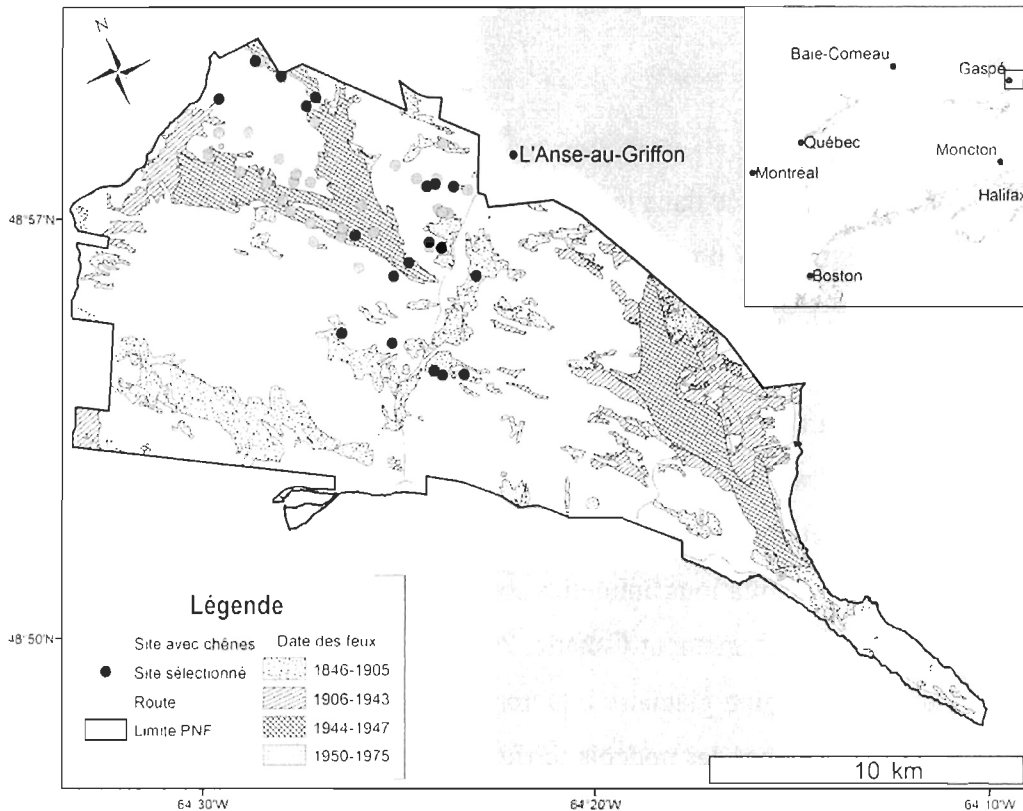 N
Baie-Comeau
Gaspé
Québec
Moncton
Montréal
Halifax
Boston
L'Anse-au-Griffon
48°57'N
48°50'N
Légende
Site avec chênes
Site sélectionné
Route
Limite PNF
Date des feux
1846-1905
1906-1943
1944-1947
1950-1975
10 km
64°30'W
64°20'W
64°10'W